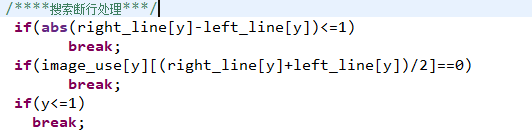 /****搜索断行处理***/
if(abs(right_line[y]-left_line[y])<=1)
break;
if(image_use[y][(right_line[y]+left_line[y])/2]==0)
break;
if(y<=1)
break;